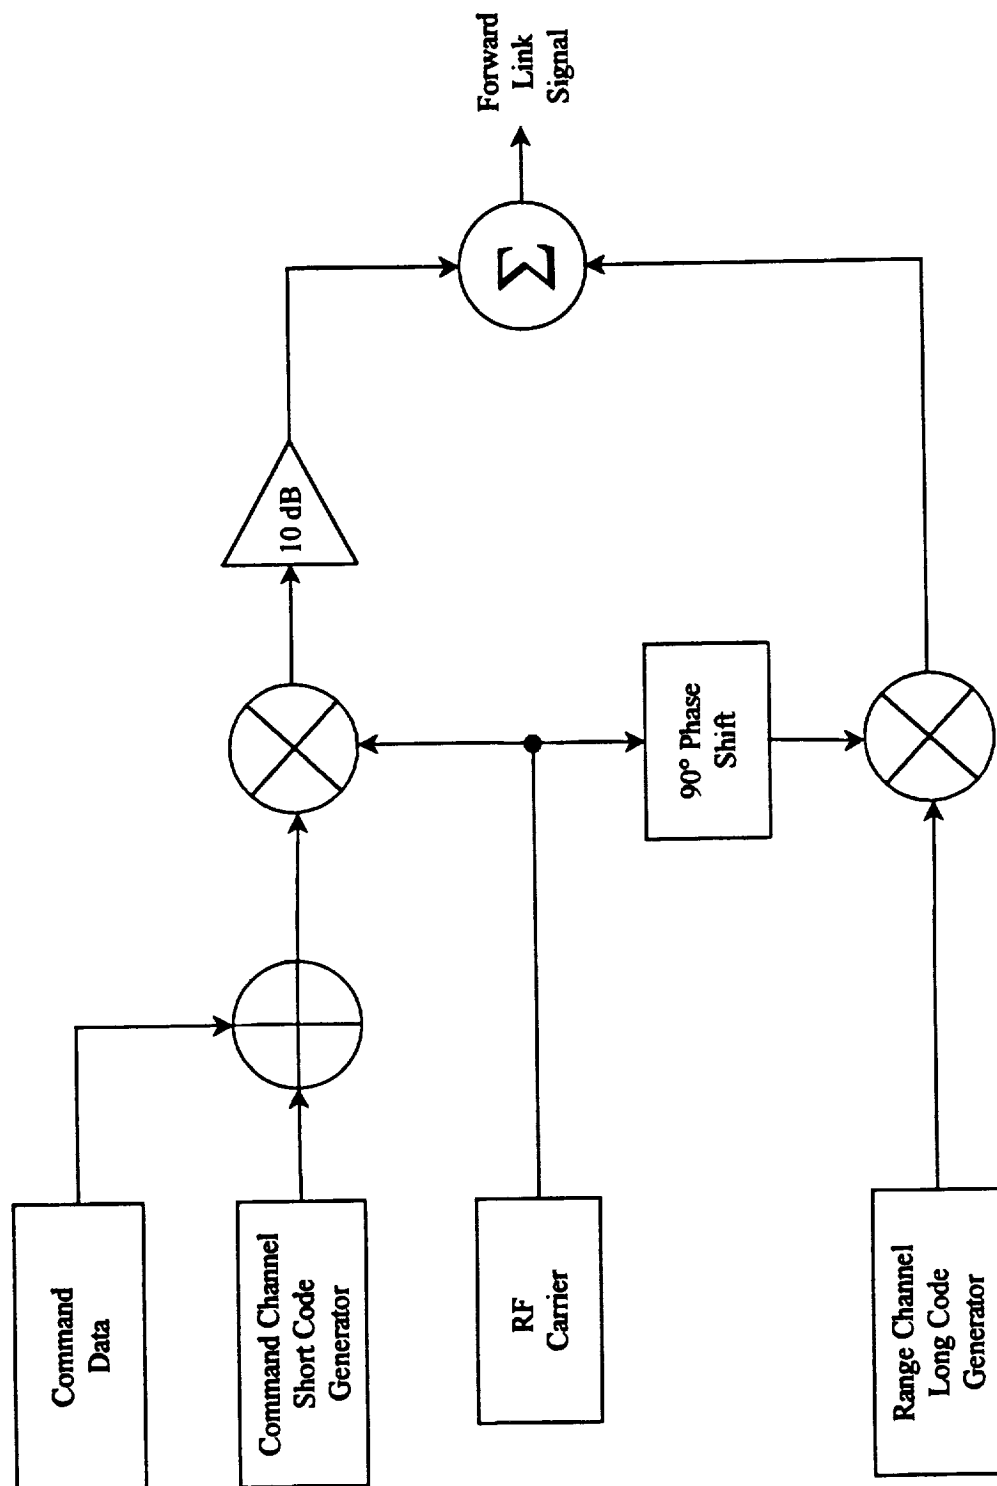 Command
Data
Command Channel
Short Code
Generator
RF
Carrier
Range Channel
Long Code
Generator
90° Phase
Shift
10 dB
Σ
Forward
Link
Signal